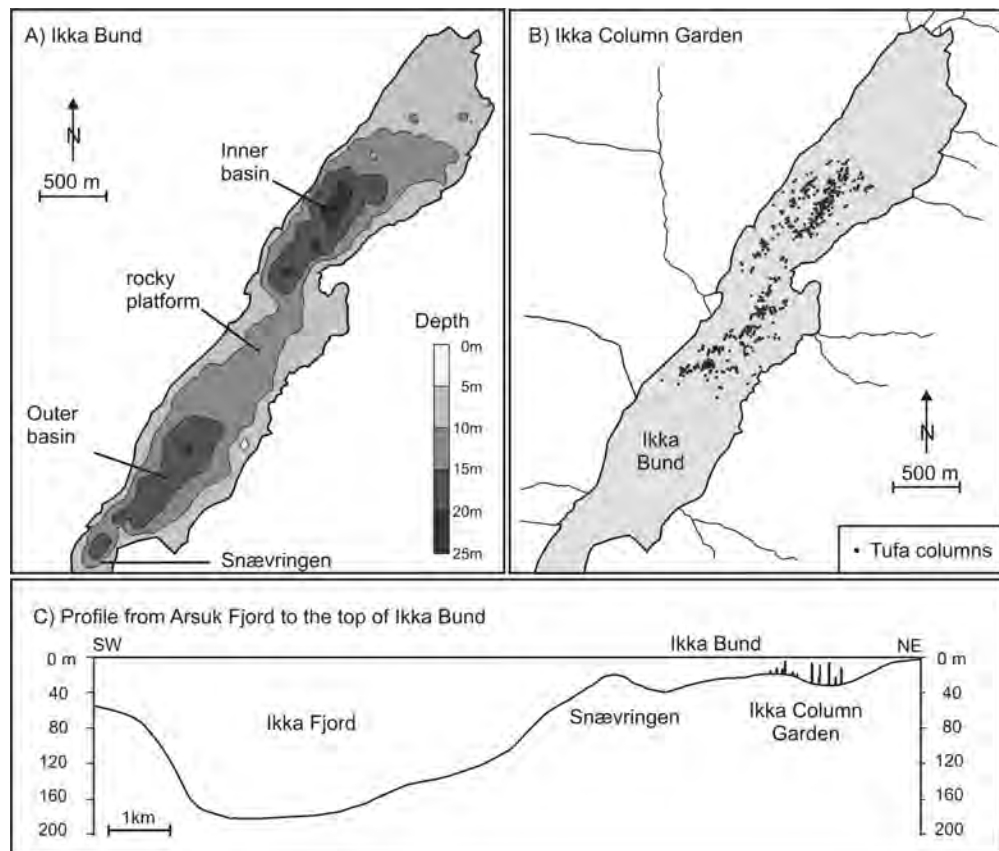 A) Ikka Bund
N
500 m
Inner
basin
rocky
platform
Outer
basin
Snævringen
Depth
0m
5m
10m
15m
20m
25m
B) Ikka Column Garden
Ikka
Bund
N
500 m
Tufa columns
C) Profile from Arsuk Fjord to the top of Ikka Bund
SW
Ikka Bund
NE
0 m
0 m
40
40
80
80
120
120
160
160
200
200
Ikka Fjord
Snævringen
Ikka Column
Garden
1km